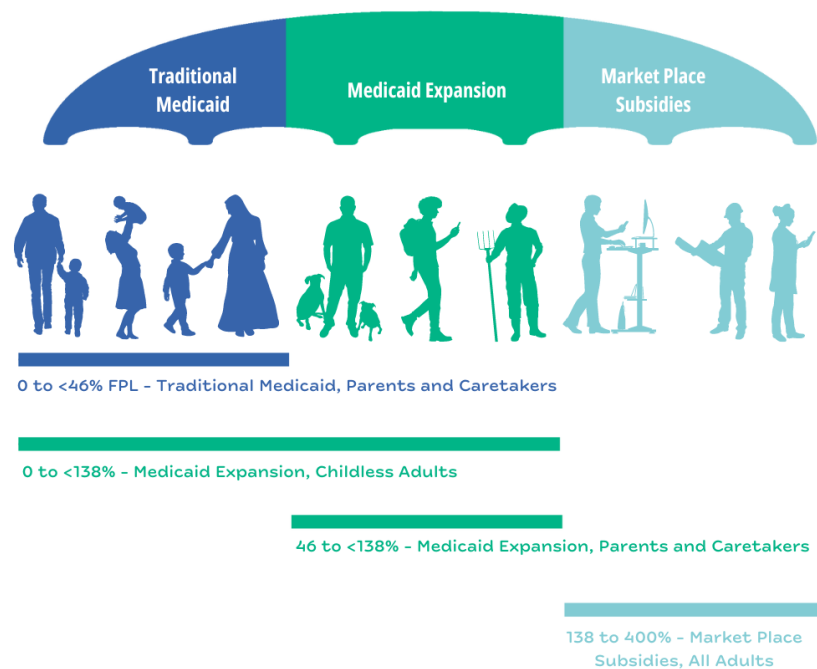 Traditional
Medicaid
Medicaid Expansion
Market Place
Subsidies
0 to <46% FPL - Traditional Medicaid, Parents and Caretakers
0 to <138% - Medicaid Expansion, Childless Adults
46 to <138% - Medicaid Expansion, Parents and Caretakers
138 to 400% - Market Place
Subsidies, All Adults